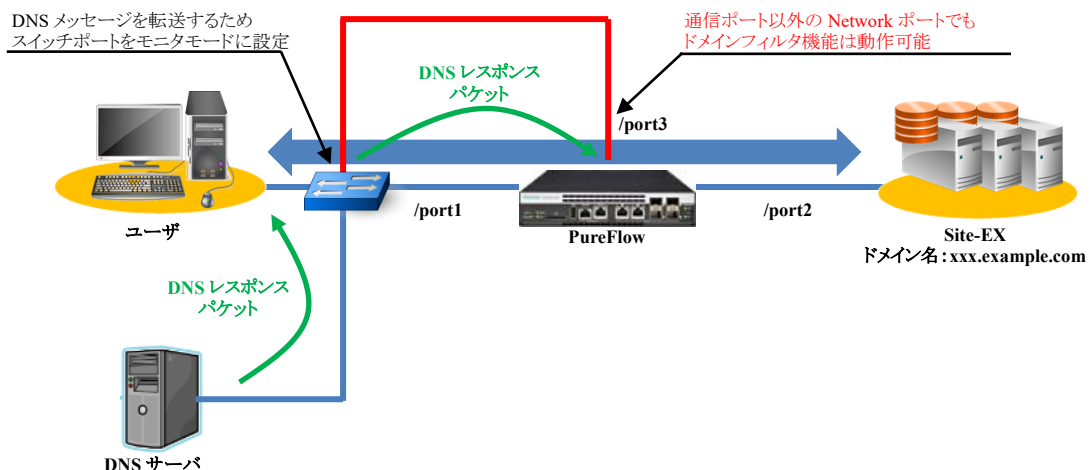 DNS メッセージを転送するため
スイッチポートをモニタモードに設定
通信ポート以外の Network ポートでも
ドメインフィルタ機能は動作可能
DNS レスポンス
パケット
/port3
/port1
/port2
ユーザ
PureFlow
Site-EX
ドメイン名：xxx.example.com
DNS レスポンス
パケット
DNS サーバ